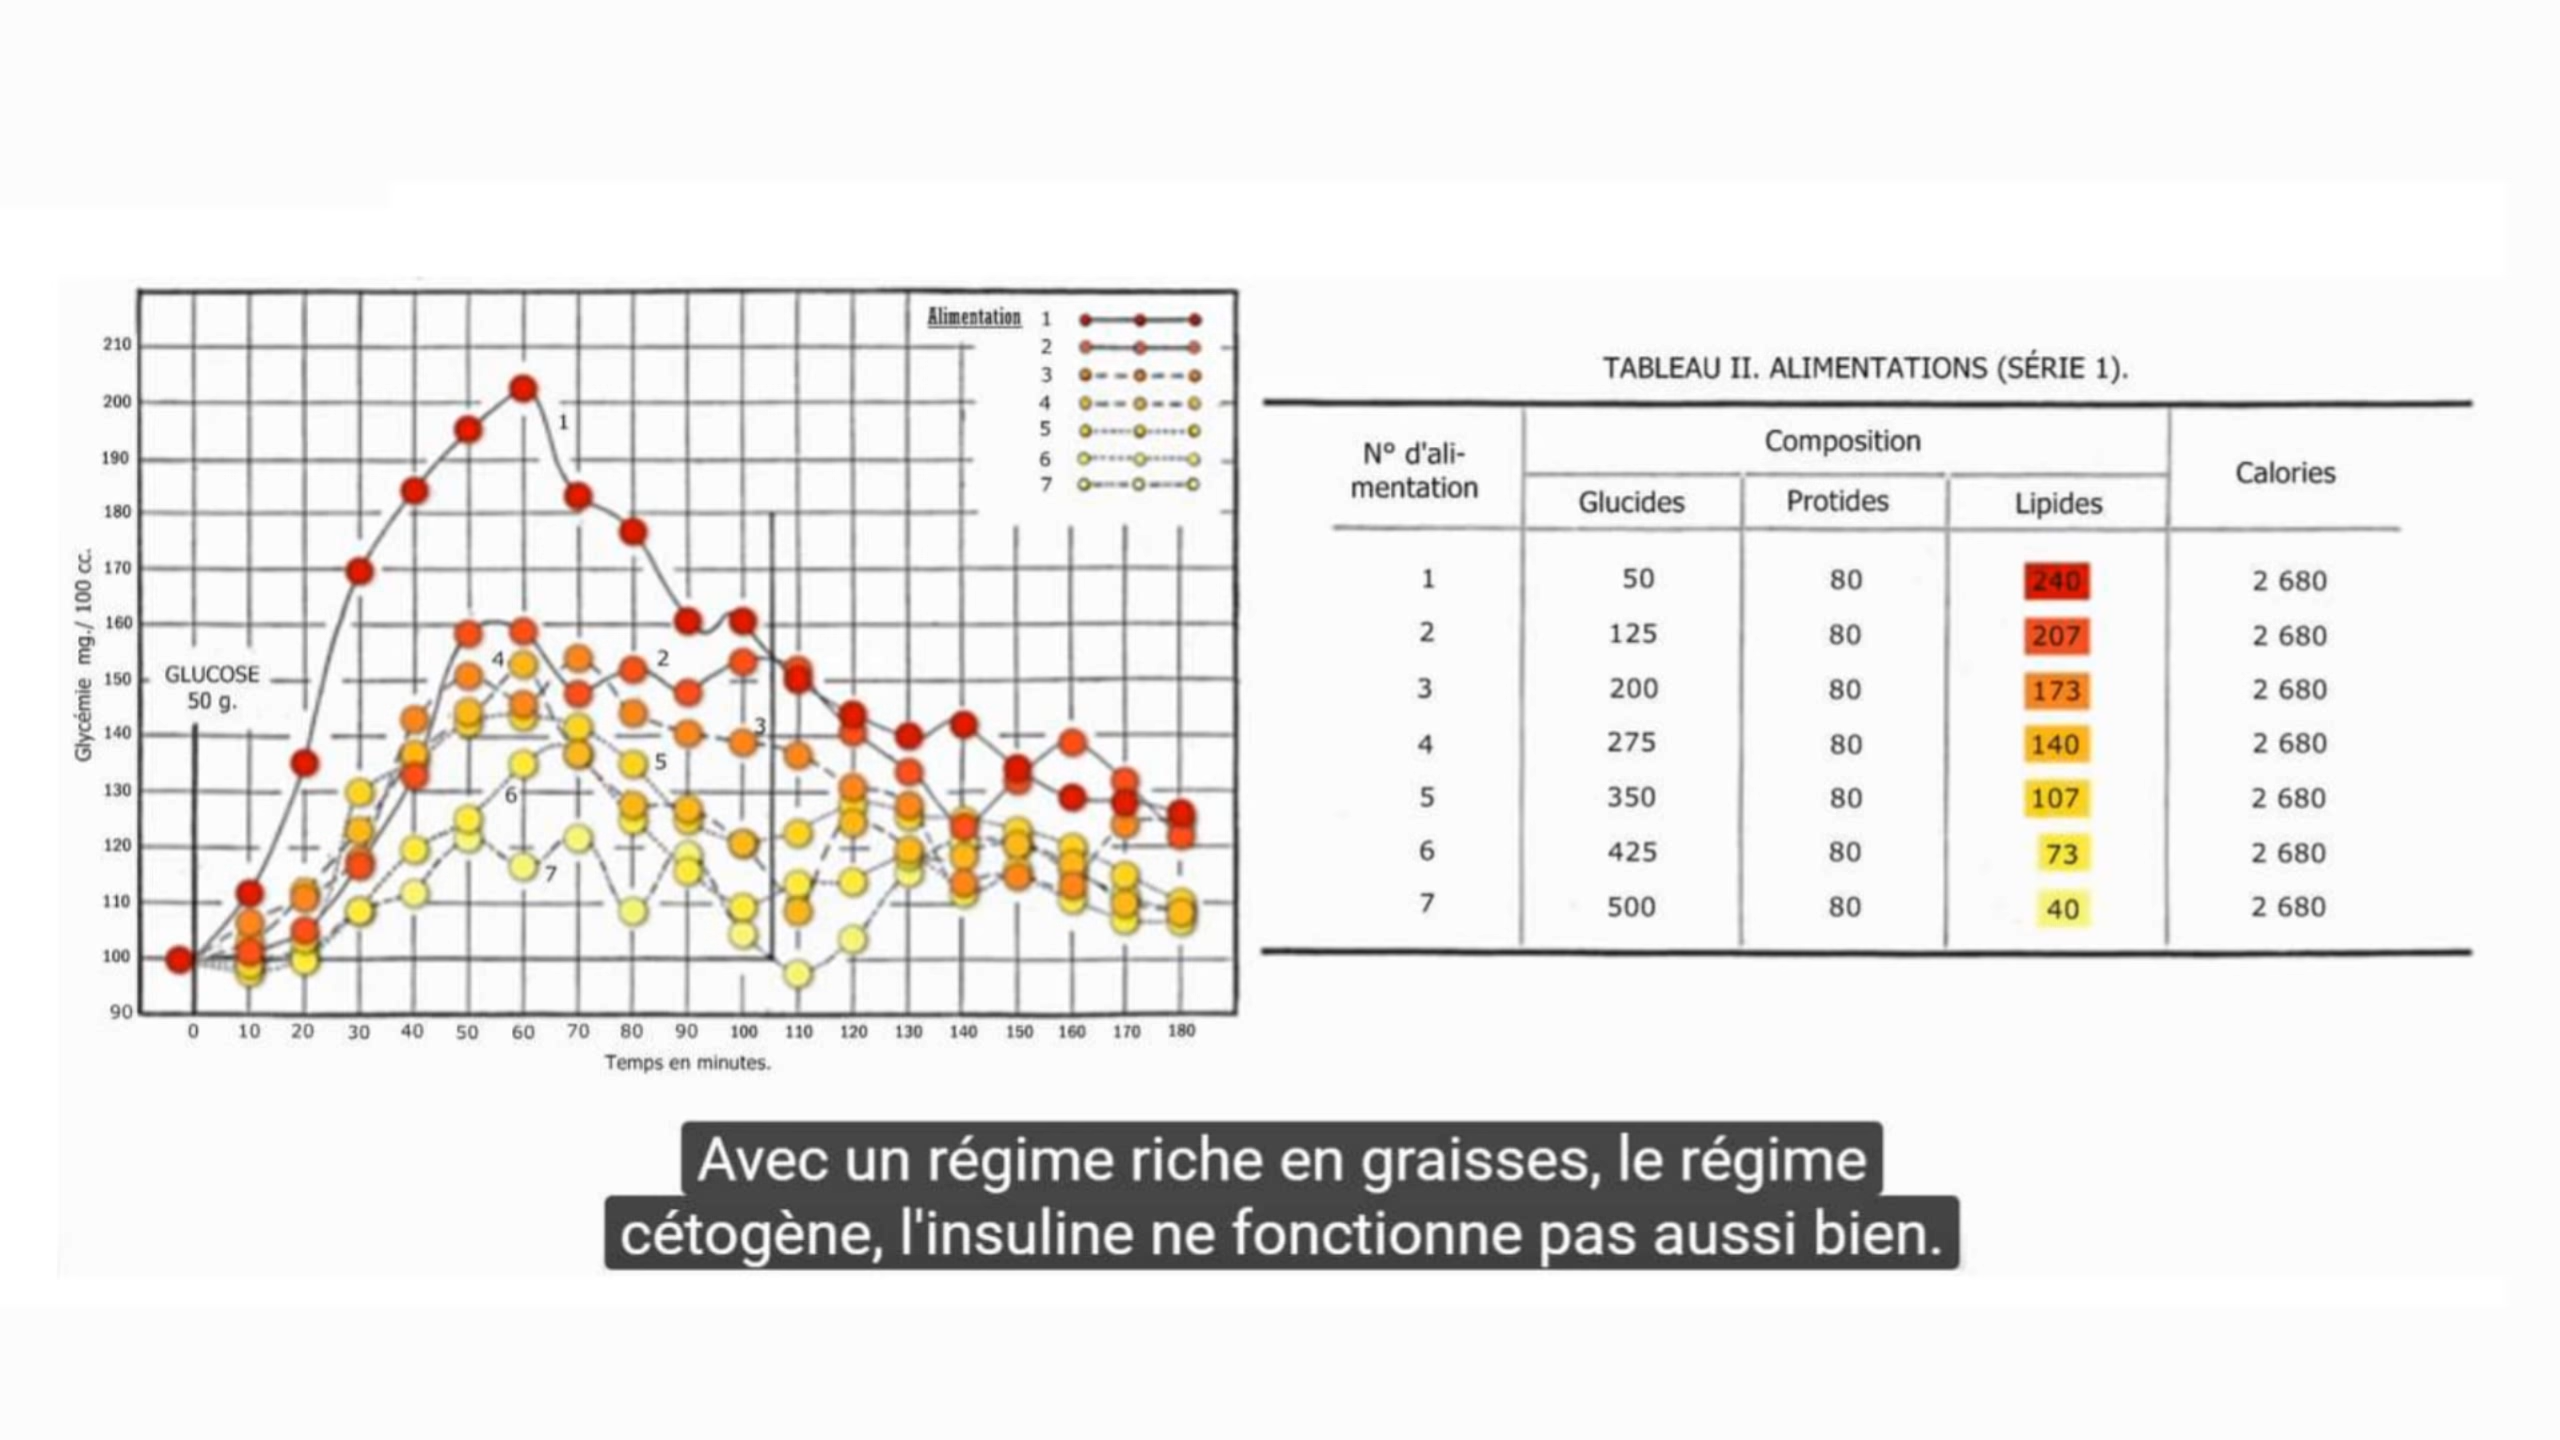 Alimentation 1
2
3
4
5
6
7
210
200
190
180
170
160
150
140
130
120
110
100
90
Glycémie mg./ 100 cc.
GLUCOSE
50 g.
1
2
3
4
5
6
7
0 10 20 30 40 50 60 70 80 90 100 110 120 130 140 150 160 170 180
Temps en minutes.
TABLEAU II. ALIMENTATIONS (SÉRIE 1).
N° d'ali-
mentation
Composition
Calories
Glucides Protides Lipides
1 50 80 240 2 680
2 125 80 207 2 680
3 200 80 173 2 680
4 275 80 140 2 680
5 350 80 107 2 680
6 425 80 73 2 680
7 500 80 40 2 680
Avec un régime riche en graisses, le régime
cétogène, l'insuline ne fonctionne pas aussi bien.